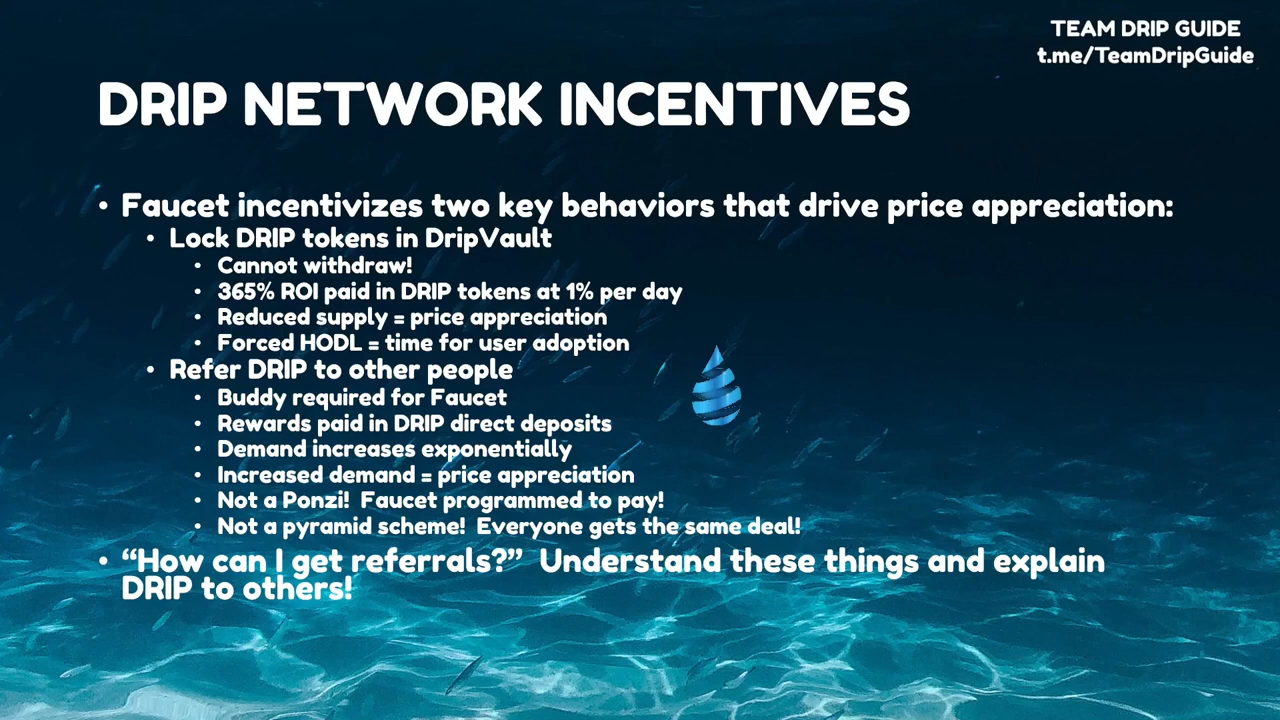 TEAM DRIP GUIDE
t.me/TeamDripGuide
DRIP NETWORK INCENTIVES
• Faucet incentivizes two key behaviors that drive price appreciation:
• Lock DRIP tokens in DripVault
• Cannot withdraw!
• 365% ROI paid in DRIP tokens at 1% per day
• Reduced supply = price appreciation
• Forced HODL = time for user adoption
• Refer DRIP to other people
• Buddy required for Faucet
• Rewards paid in DRIP direct deposits
• Demand increases exponentially
• Increased demand = price appreciation
• Not a Ponzi!  Faucet programmed to pay!
• Not a pyramid scheme!  Everyone gets the same deal!
• “How can I get referrals?”  Understand these things and explain
DRIP to others!